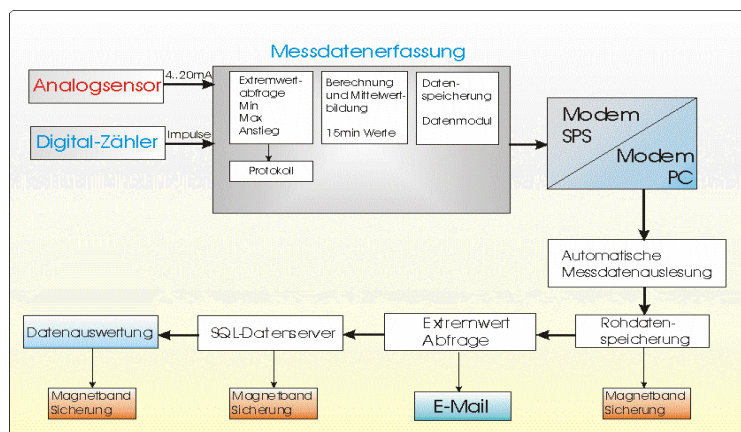 Messdatenerfassung
Analogsensor
4..20mA
Digital-Zähler
Impulse
Extremwert-
abfrage
Min
Max
Anstieg
Protokoll
Berechnung
und Mittelwert-
bildung
15min Werte
Daten-
speicherung
Datenmodul
Modem
SPS
Modem
PC
Automatische
Messdatenauslesung
Rohdaten-
speicherung
Extremwert
Abfrage
SQL-Datenserver
Datenauswertung
Magnetband
Sicherung
Magnetband
Sicherung
E-Mail
Magnetband
Sicherung